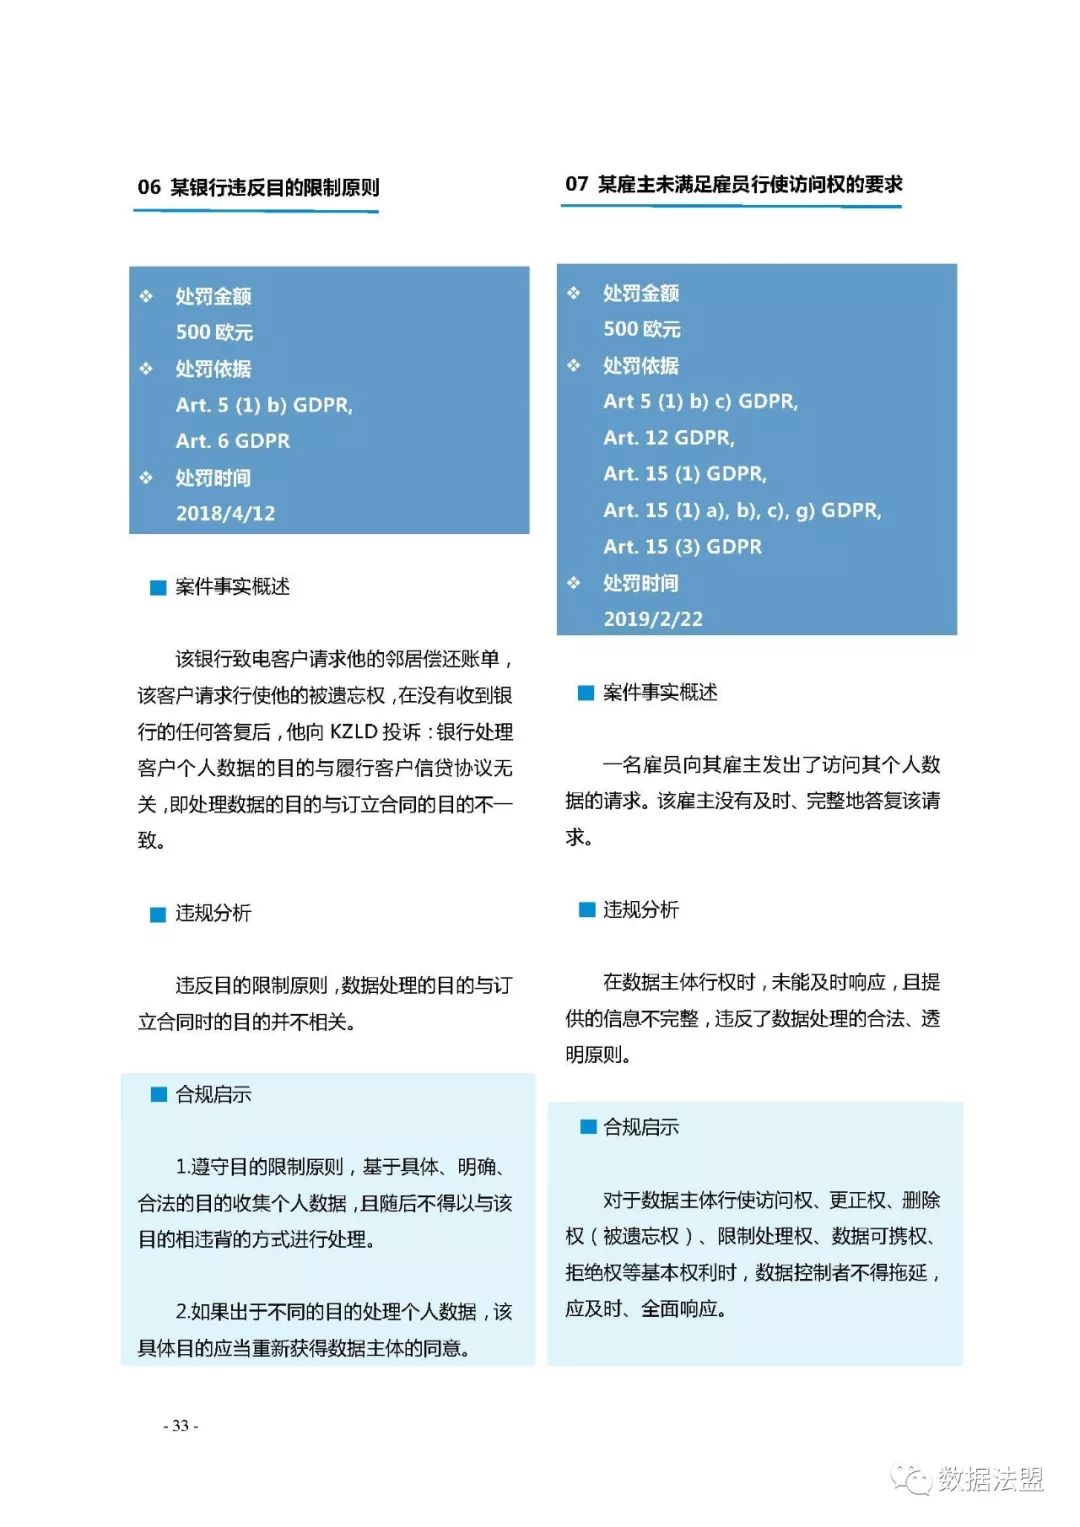 06 某银行违反目的限制原则
❖ 处罚金额
500 欧元
❖ 处罚依据
Art. 5 (1) b) GDPR,
Art. 6 GDPR
❖ 处罚时间
2018/4/12
■ 案件事实概述
该银行致电客户请求他的邻居偿还账单，
该客户请求行使他的被遗忘权，在没有收到银
行的任何答复后，他向 KZLD 投诉：银行处理
客户个人数据的目的与履行客户信贷协议无
关，即处理数据的目的与订立合同的目的不一
致。
■ 违规分析
违反目的限制原则，数据处理的目的与订
立合同时的目的并不相关。
■ 合规启示
1.遵守目的限制原则，基于具体、明确、
合法的目的收集个人数据，且随后不得以与该
目的相违背的方式进行处理。
2.如果出于不同的目的处理个人数据，该
具体目的应当重新获得数据主体的同意。
07 某雇主未满足雇员行使访问权的要求
❖ 处罚金额
500 欧元
❖ 处罚依据
Art 5 (1) b) c) GDPR,
Art. 12 GDPR,
Art. 15 (1) GDPR,
Art. 15 (1) a), b), c), g) GDPR,
Art. 15 (3) GDPR
❖ 处罚时间
2019/2/22
■ 案件事实概述
一名雇员向其雇主发出了访问其个人数
据的请求。该雇主没有及时、完整地答复该请
求。
■ 违规分析
在数据主体行权时，未能及时响应，且提
供的信息不完整，违反了数据处理的合法、透
明原则。
■ 合规启示
对于数据主体行使访问权、更正权、删除
权（被遗忘权）、限制处理权、数据可携权、
拒绝权等基本权利时，数据控制者不得拖延，
应及时、全面响应。
- 33 -
数据法盟